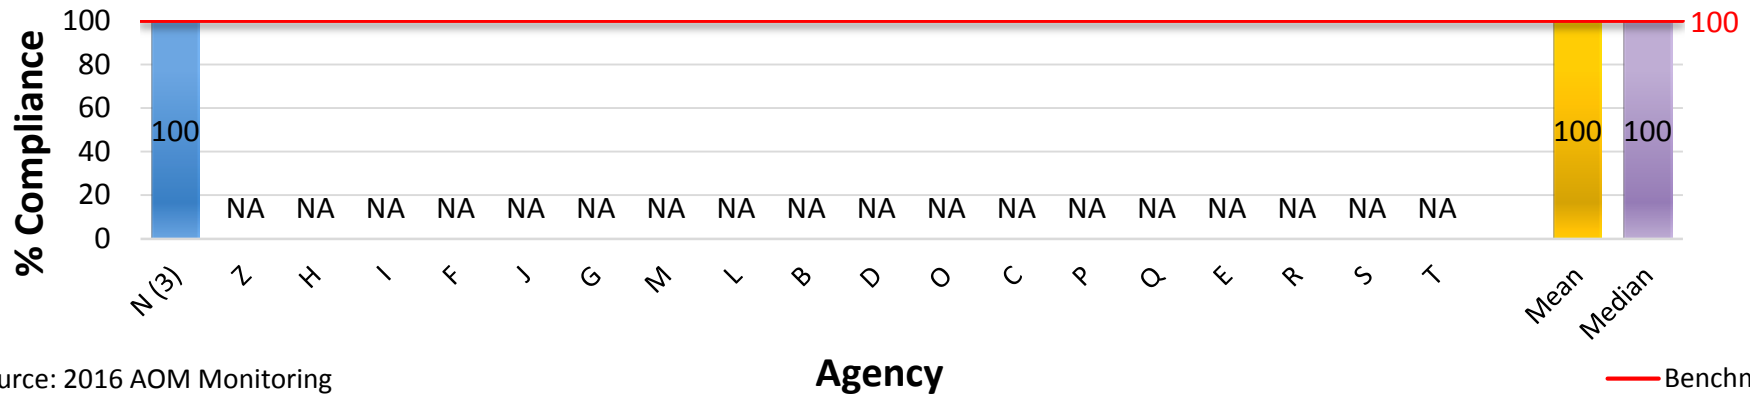 % Compliance
100
80
60
40
20
0
100
100
NA NA NA NA NA NA NA NA NA NA NA NA NA NA NA NA NA NA
100
100
N (3) Z H I F J G M L B D O C P Q E R S T Mean Median
Agency
urce: 2016 AOM Monitoring
Benchm